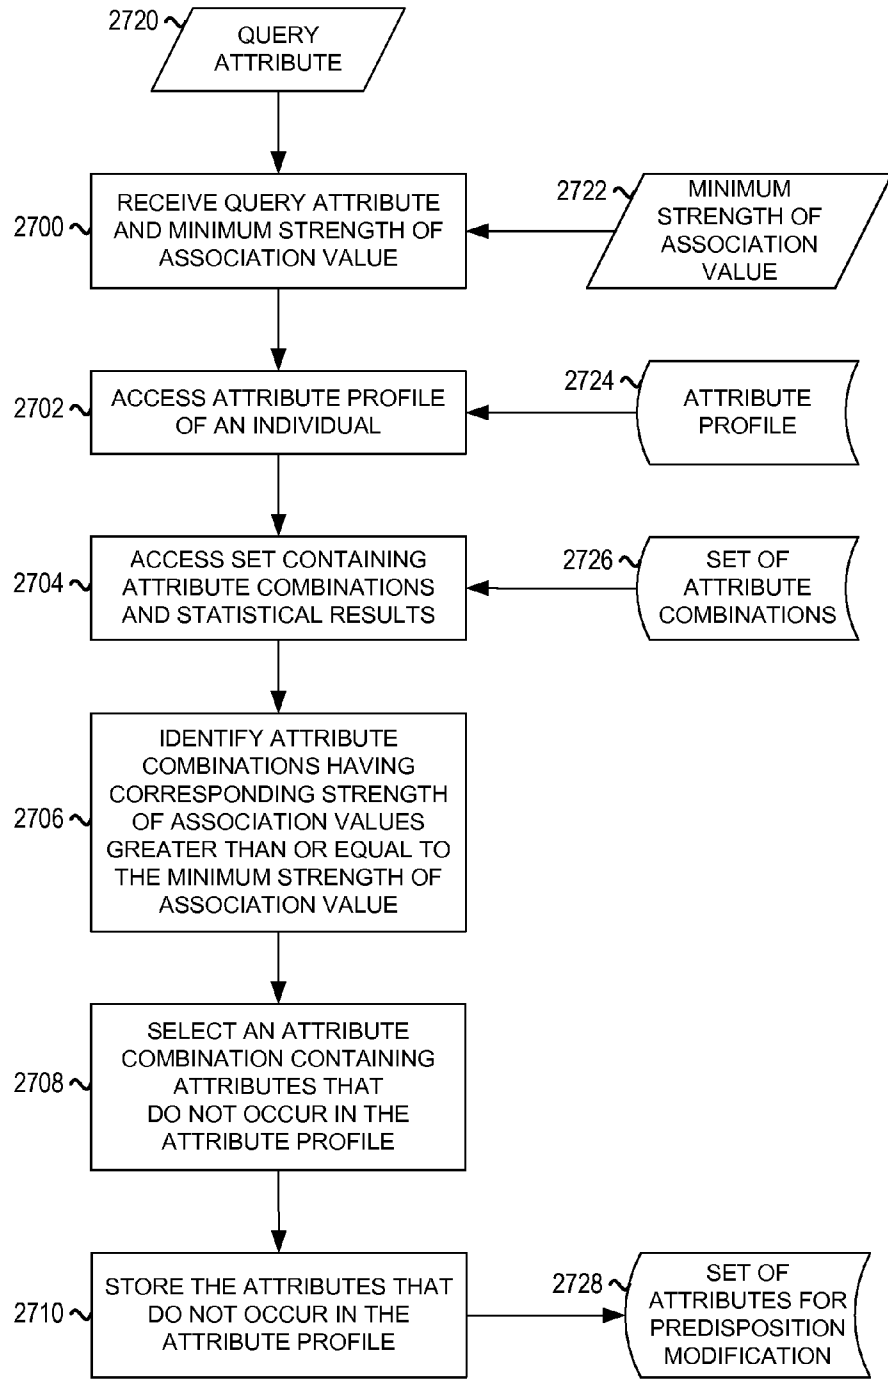 2720
QUERY
ATTRIBUTE
2700
RECEIVE QUERY ATTRIBUTE
AND MINIMUM STRENGTH OF
ASSOCIATION VALUE
2722
MINIMUM
STRENGTH OF
ASSOCIATION
VALUE
2702
ACCESS ATTRIBUTE PROFILE
OF AN INDIVIDUAL
2724
ATTRIBUTE
PROFILE
2704
ACCESS SET CONTAINING
ATTRIBUTE COMBINATIONS
AND STATISTICAL RESULTS
2726
SET OF
ATTRIBUTE
COMBINATIONS
2706
IDENTIFY ATTRIBUTE
COMBINATIONS HAVING
CORRESPONDING STRENGTH
OF ASSOCIATION VALUES
GREATER THAN OR EQUAL TO
THE MINIMUM STRENGTH OF
ASSOCIATION VALUE
2708
SELECT AN ATTRIBUTE
COMBINATION CONTAINING
ATTRIBUTES THAT
DO NOT OCCUR IN THE
ATTRIBUTE PROFILE
2710
STORE THE ATTRIBUTES THAT
DO NOT OCCUR IN THE
ATTRIBUTE PROFILE
2728
SET OF
ATTRIBUTES FOR
PREDISPOSITION
MODIFICATION